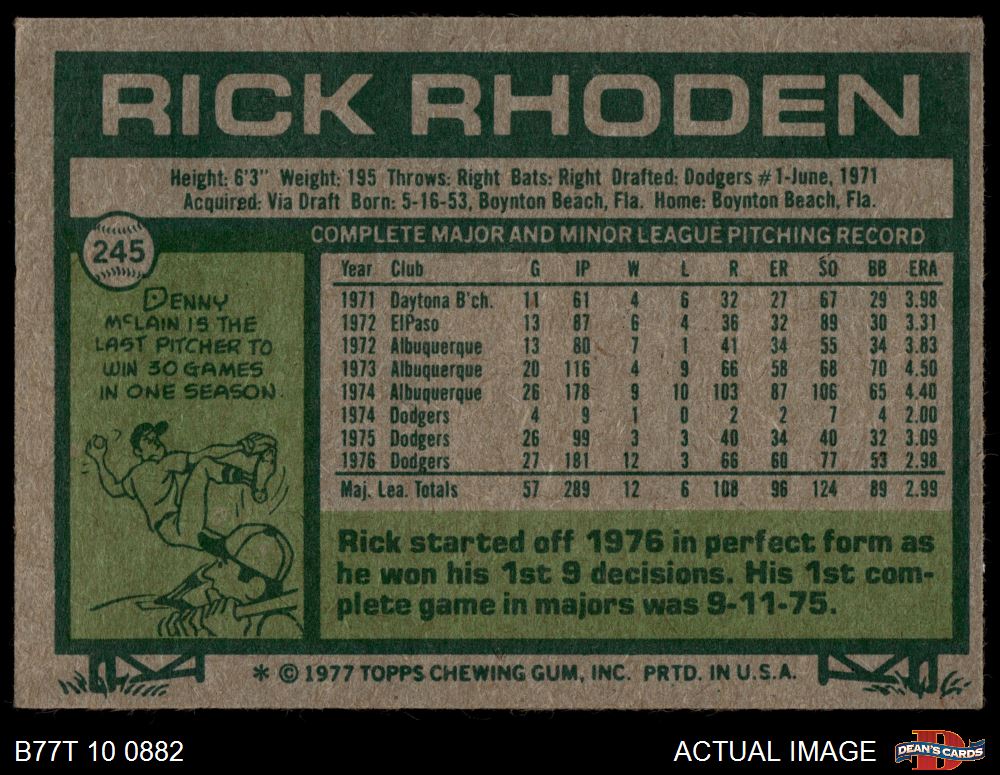 RICK RHODEN
Height: 6'3" Weight: 195 Throws: Right Bats: Right Drafted: Dodgers #1-June, 1971
Acquired: Via Draft Born: 5-16-53, Boynton Beach, Fla. Home: Boynton Beach, Fla.
245
COMPLETE MAJOR AND MINOR LEAGUE PITCHING RECORD
DENNY
McLAIN IS THE
LAST PITCHER TO
WIN 30 GAMES
IN ONE SEASON.
Year Club G IP W L R ER SO BB ERA
1971 Daytona B'ch. 11 61 4 6 32 27 67 29 3.98
1972 ElPaso 13 87 6 4 36 32 89 30 3.31
1972 Albuquerque 13 80 7 1 41 34 55 34 3.83
1973 Albuquerque 20 116 4 9 66 58 68 70 4.50
1974 Albuquerque 26 178 9 10 103 87 106 65 4.40
1974 Dodgers 4 9 1 0 2 2 7 4 2.00
1975 Dodgers 26 99 3 3 40 34 40 32 3.09
1976 Dodgers 27 181 12 3 66 60 77 53 2.98
Maj. Lea. Totals 57 289 12 6 108 96 124 89 2.99
Rick started off 1976 in perfect form as
he won his 1st 9 decisions. His 1st com-
plete game in majors was 9-11-75.
* © 1977 TOPPS CHEWING GUM, INC. PRTD. IN U.S.A.
B77T 10 0882
ACTUAL IMAGE
D
DEAN'S CARDS